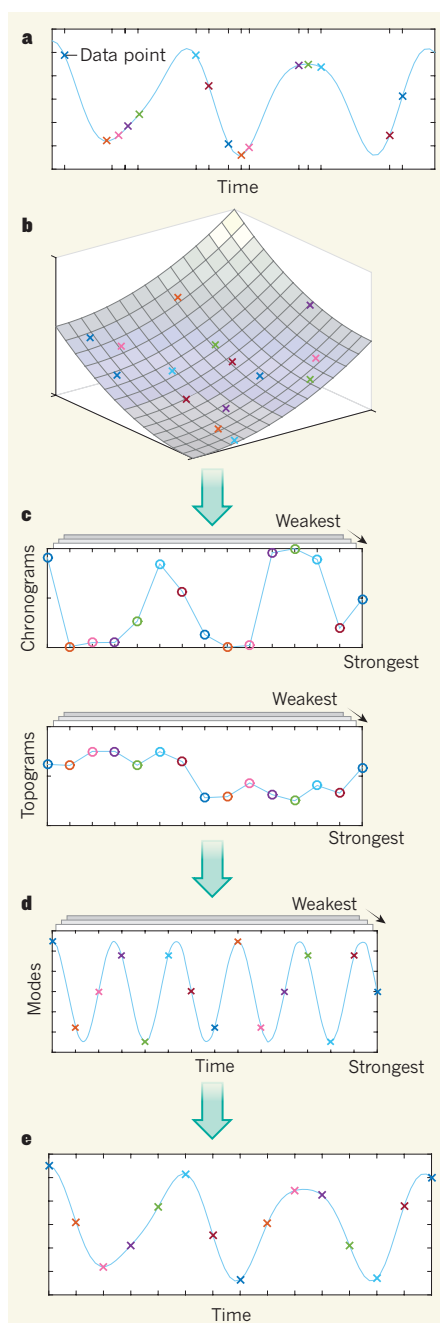 a
Data point
Time
b
c
Weakest
Chronograms
Strongest
Weakest
Topograms
Strongest
d
Weakest
Modes
Time
Strongest
e
Time